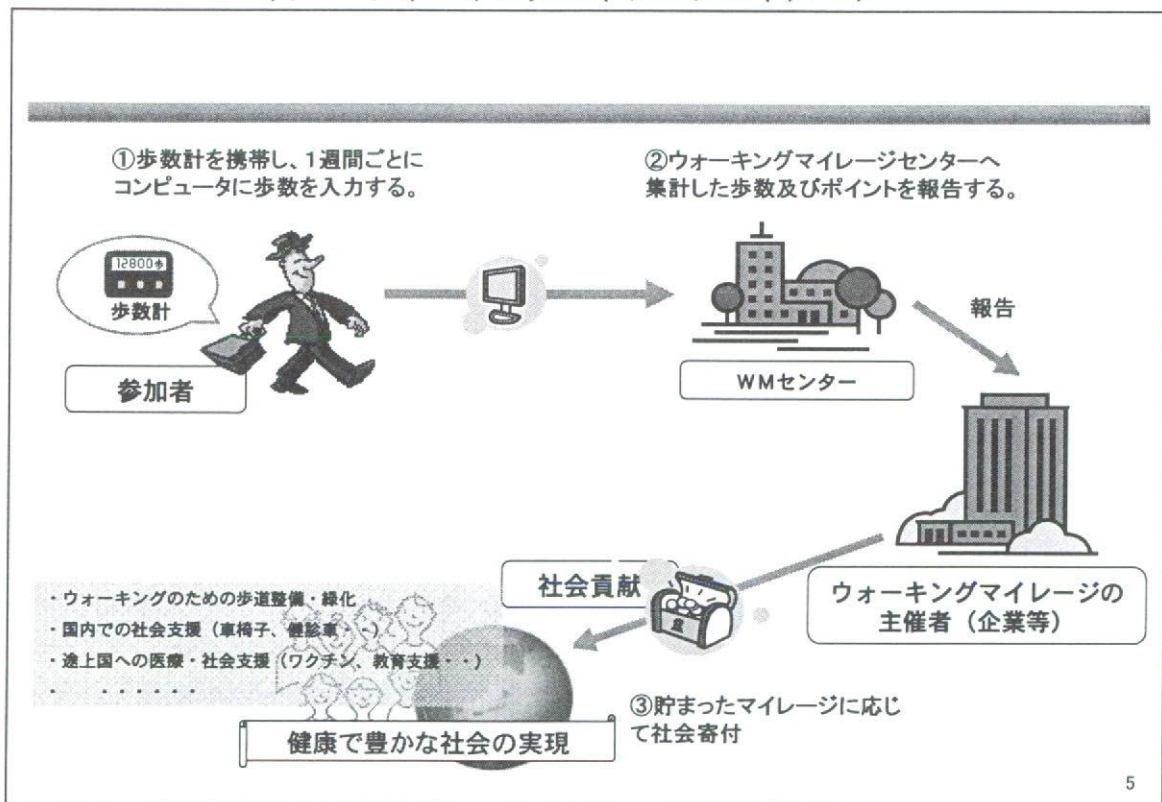 ①歩数計を携帯し、1週間ごとに
コンピュータに歩数を入力する。
②ウォーキングマイレージセンターへ
集計した歩数及びポイントを報告する。
12800歩
歩数計
参加者
WMセンター
報告
ウォーキングマイレージの
主催者（企業等）
社会貢献
・ウォーキングのための歩道整備・緑化
・国内での社会支援（車椅子、健診車・・）
・途上国への医療・社会支援（ワクチン、教育支援・・）
・　・・・・・・
③貯まったマイレージに応じ
て社会寄付
健康で豊かな社会の実現
5